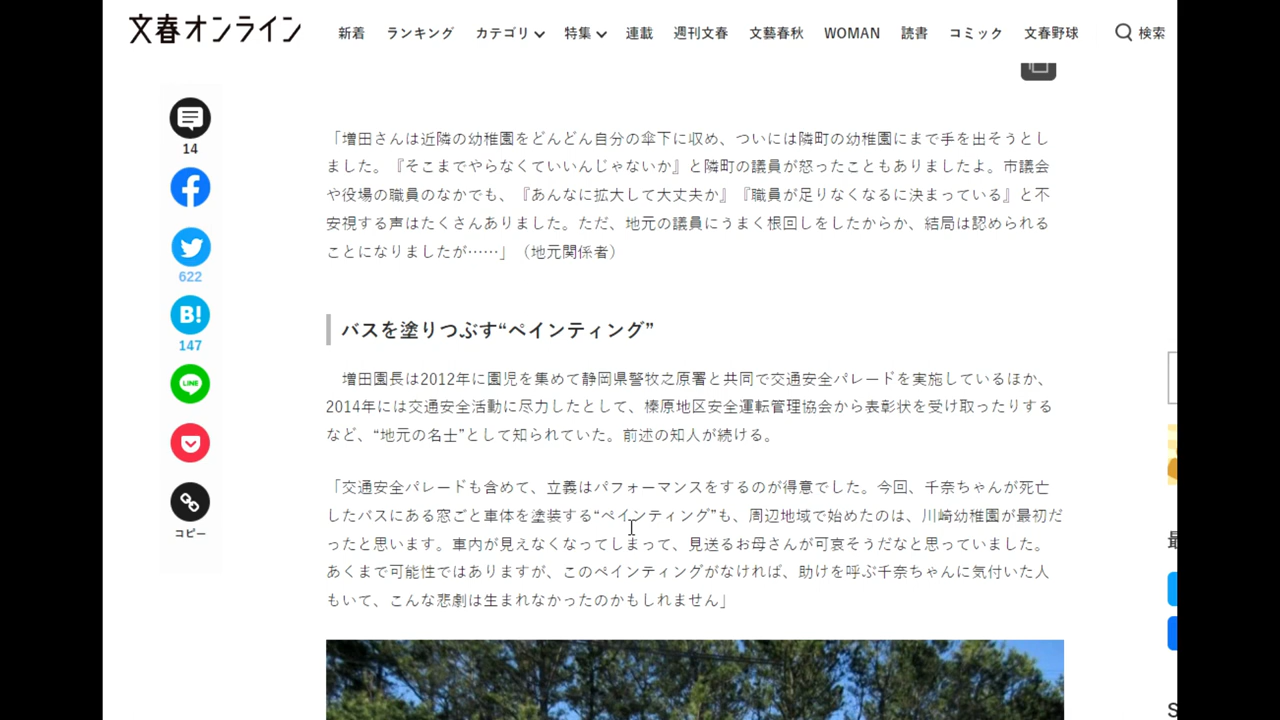 文春オンライン
新着 ランキング カテゴリ 特集 連載 週刊文春 文藝春秋 WOMAN 読書 コミック 文春野球 検索
14
622
B!
147
LINE
コピー
「増田さんは近隣の幼稚園をどんどん自分の傘下に収め、ついには隣町の幼稚園にまで手を出そうとし
ました。『そこまでやらなくていいんじゃないか』と隣町の議員が怒ったこともありましたよ。市議会
や役場の職員のなかでも、『あんなに拡大して大丈夫か』『職員が足りなくなるに決まっている』と不
安視する声はたくさんありました。ただ、地元の議員にうまく根回しをしたからか、結局は認められる
ことになりましたが……」（地元関係者）
バスを塗りつぶす“ペインティング”
増田園長は2012年に園児を集めて静岡県警牧之原署と共同で交通安全パレードを実施しているほか、
2014年には交通安全活動に尽力したとして、榛原地区安全運転管理協会から表彰状を受け取ったりする
など、“地元の名士”として知られていた。前述の知人が続ける。
「交通安全パレードも含めて、立義はパフォーマンスをするのが得意でした。今回、千奈ちゃんが死亡
したバスにある窓ごと車体を塗装する“ペインティング”も、周辺地域で始めたのは、川崎幼稚園が最初だ
ったと思います。車内が見えなくなってしまって、見送るお母さんが可哀そうだなと思っていました。
あくまで可能性ではありますが、このペインティングがなければ、助けを呼ぶ千奈ちゃんに気付いた人
もいて、こんな悲劇は生まれなかったのかもしれません」